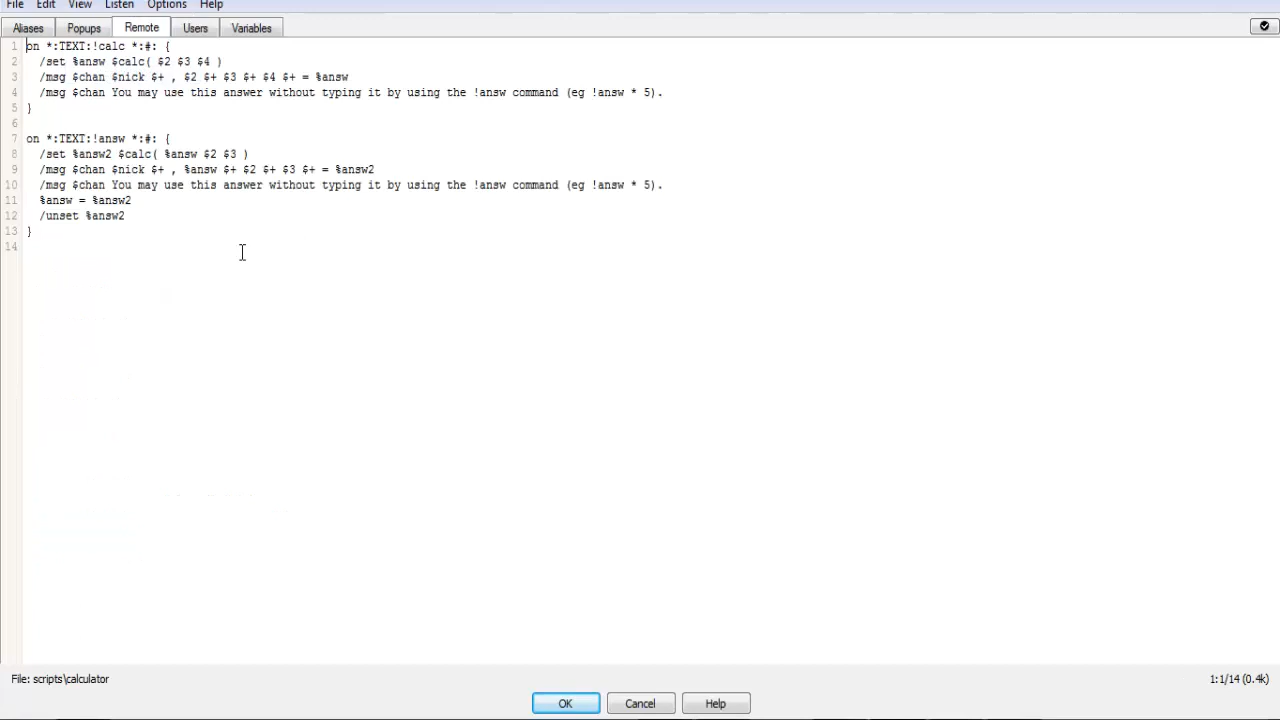 File Edit View Listen Options Help
Aliases Popups Remote Users Variables
1 on *:TEXT:!calc *:#: {
2 /set %answ $calc( $2 $3 $4 )
3 /msg $chan $nick $+ , $2 $+ $3 $+ $4 $+ = %answ
4 /msg $chan You may use this answer without typing it by using the !answ command (eg !answ * 5).
5 }
6
7 on *:TEXT:!answ *:#: {
8 /set %answ2 $calc( %answ $2 $3 )
9 /msg $chan $nick $+ , %answ $+ $2 $+ $3 $+ = %answ2
10 /msg $chan You may use this answer without typing it by using the !answ command (eg !answ * 5).
11 %answ = %answ2
12 /unset %answ2
13 }
14
File: scripts\calculator 1:1/14 (0.4k)
OK Cancel Help